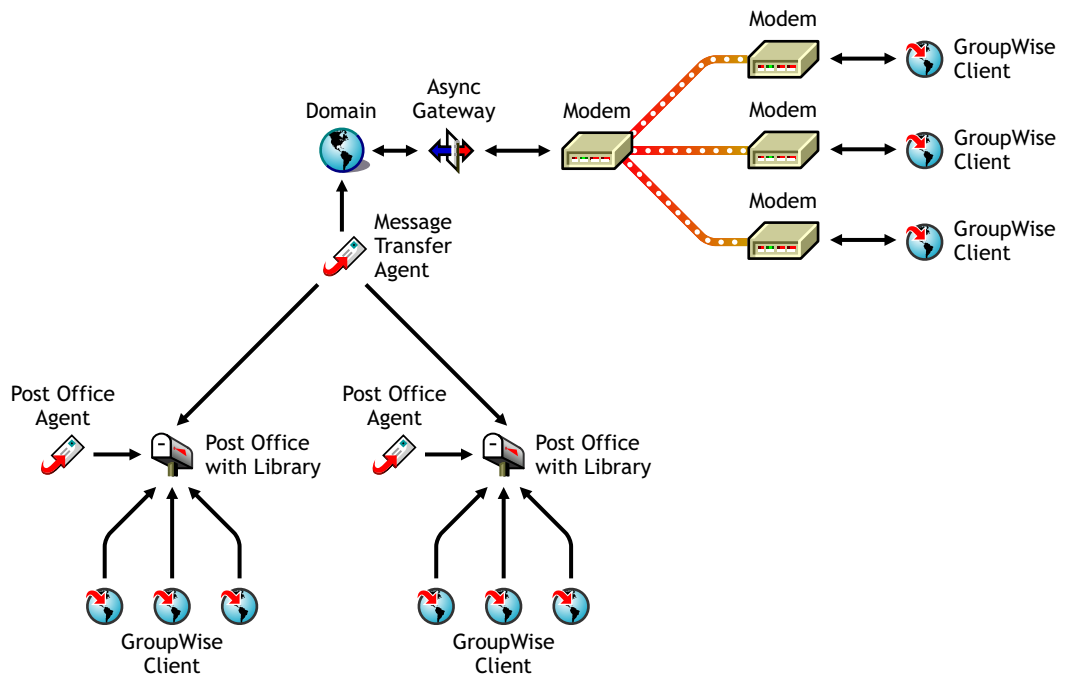 Modem
GroupWise
Client
Async
Gateway
Domain
Modem
Modem
GroupWise
Client
Modem
GroupWise
Client
Message
Transfer
Agent
Post Office
Agent
Post Office
with Library
Post Office
Agent
Post Office
with Library
GroupWise
Client
GroupWise
Client